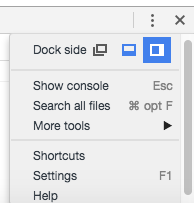 Dock side
Show console Esc
Search all files ⌘ opt F
More tools ▶
Shortcuts
Settings F1
Help